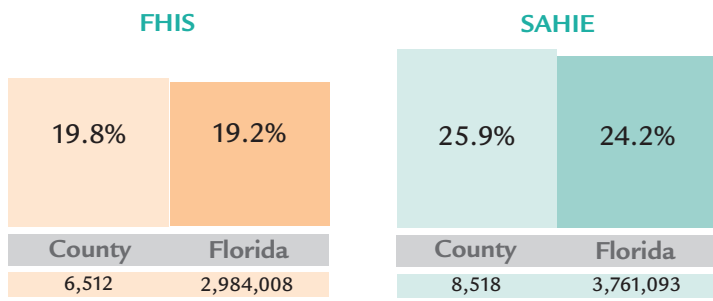 FHIS
19.8% 19.2%
County Florida
6,512 2,984,008
SAHIE
25.9% 24.2%
County Florida
8,518 3,761,093